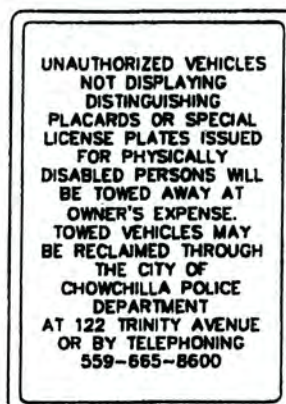 UNAUTHORIZED VEHICLES
NOT DISPLAYING
DISTINGUISHING
PLACARDS OR SPECIAL
LICENSE PLATES ISSUED
FOR PHYSICALLY
DISABLED PERSONS WILL
BE TOWED AWAY AT
OWNER'S EXPENSE.
TOWED VEHICLES MAY
BE RECLAIMED THROUGH
THE CITY OF
CHOWCHILLA POLICE
DEPARTMENT
AT 122 TRINITY AVENUE
OR BY TELEPHONING
559-665-8600